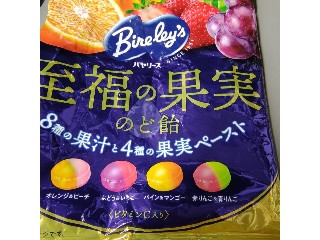 Bireley's
SINCE 1951
バヤリース
至福の果実
のど飴
8種の果汁と4種の果実ペースト
オレンジ&ピーチ ぶどう&いちご パイン&マンゴー 赤りんご&青りんご
〈ビタミンC入り〉